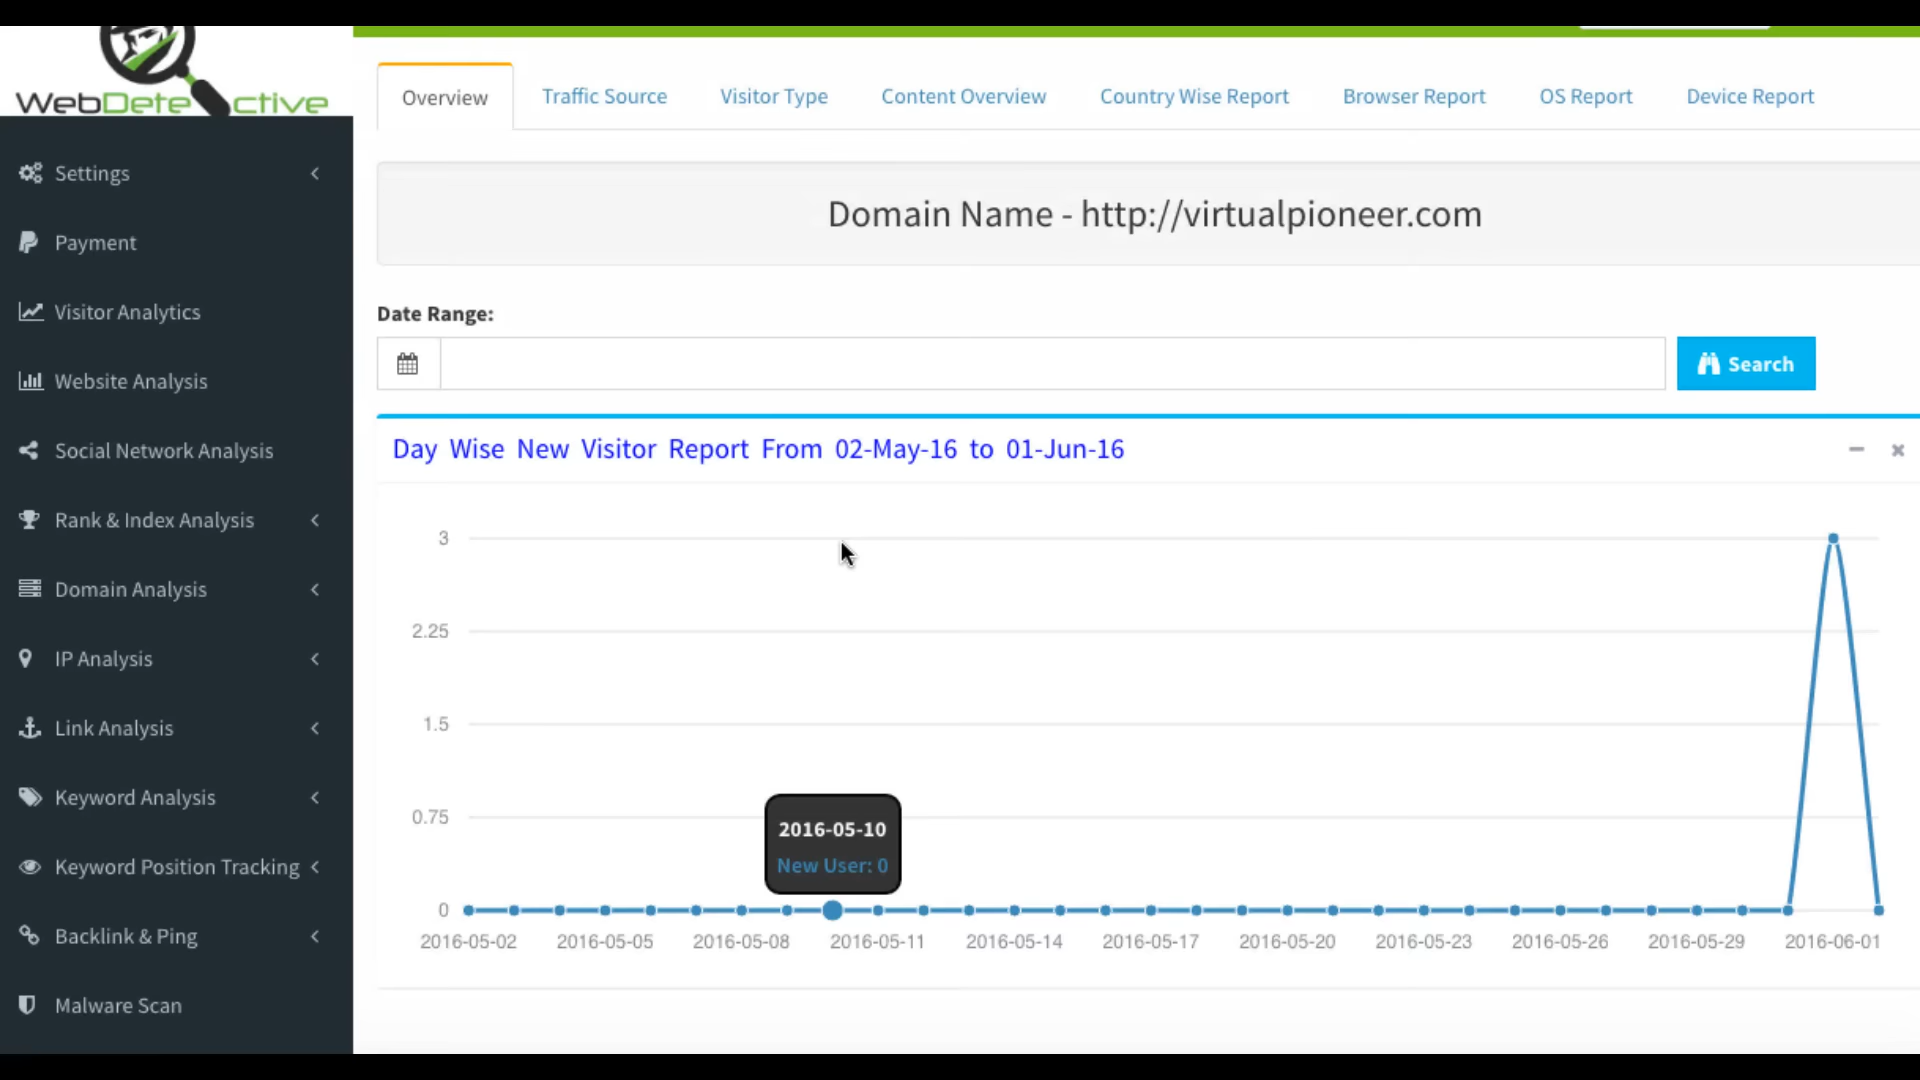 WebDetective
Settings
Payment
Visitor Analytics
Website Analysis
Social Network Analysis
Rank & Index Analysis
Domain Analysis
IP Analysis
Link Analysis
Keyword Analysis
Keyword Position Tracking
Backlink & Ping
Malware Scan
Overview Traffic Source Visitor Type Content Overview Country Wise Report Browser Report OS Report Device Report
Domain Name - http://virtualpioneer.com
Date Range:
Search
Day Wise New Visitor Report From 02-May-16 to 01-Jun-16
3
2.25
1.5
0.75
0
2016-05-10
New User: 0
2016-05-02 2016-05-05 2016-05-08 2016-05-11 2016-05-14 2016-05-17 2016-05-20 2016-05-23 2016-05-26 2016-05-29 2016-06-01